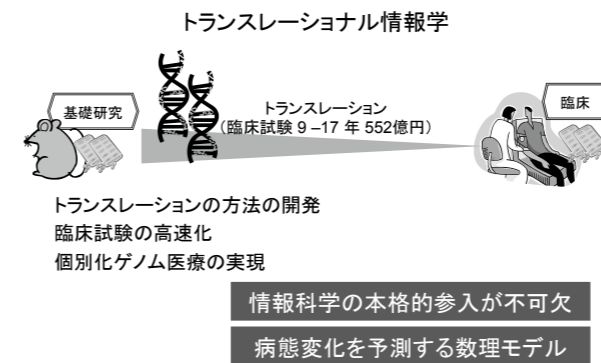 トランスレーショナル情報学
基礎研究
トランスレーション
(臨床試験 9 –17 年 552億円)
臨床
トランスレーションの方法の開発
臨床試験の高速化
個別化ゲノム医療の実現
情報科学の本格的参入が不可欠
病態変化を予測する数理モデル